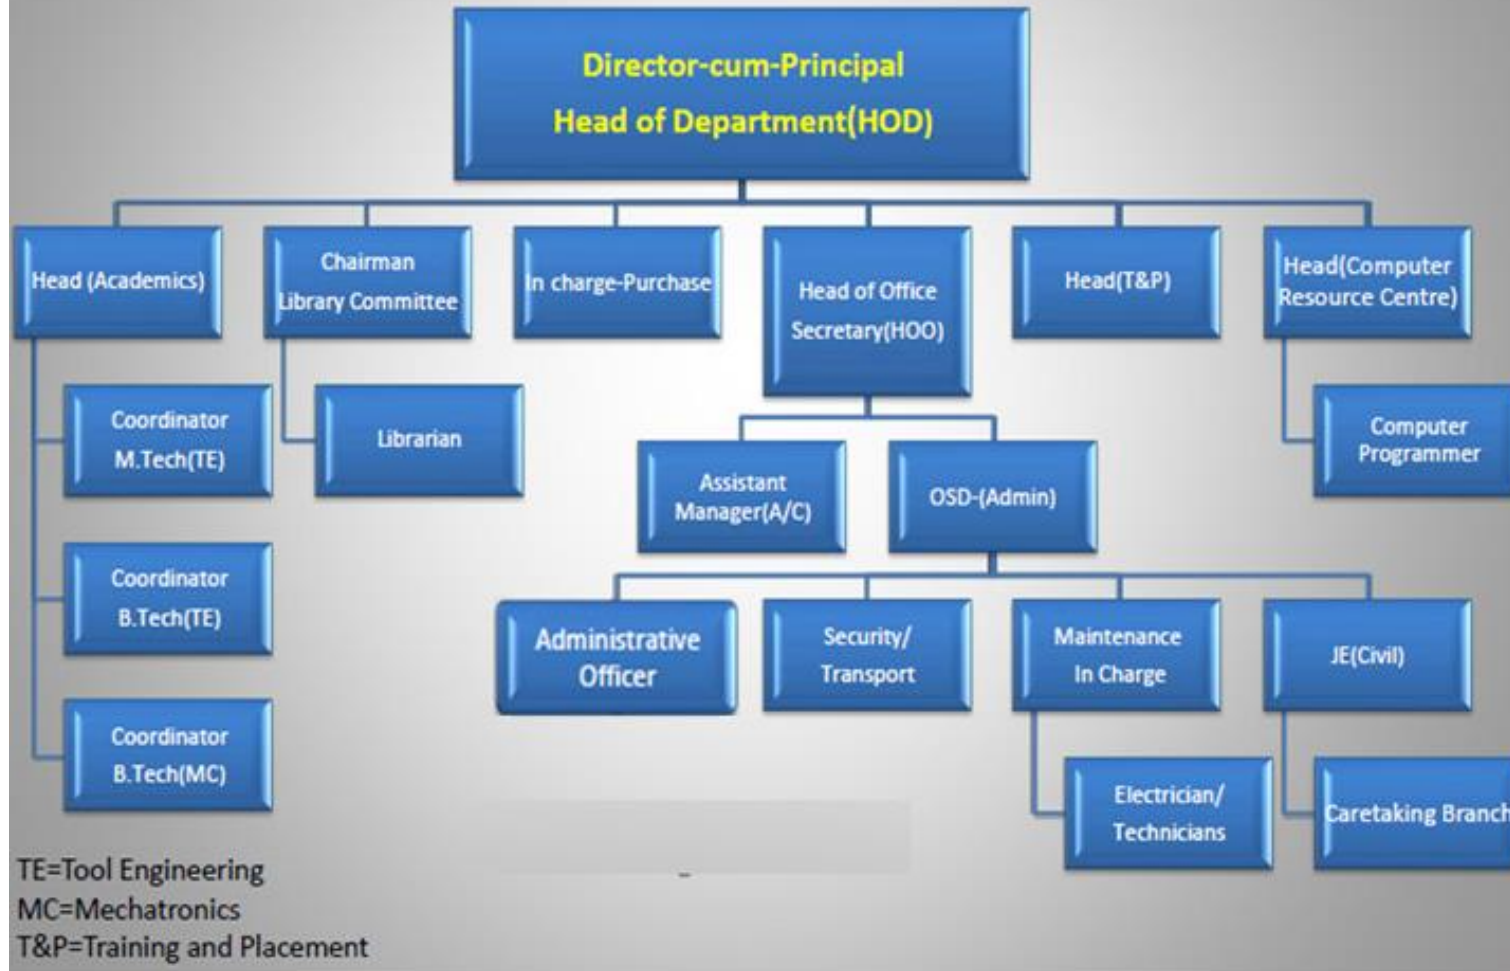 Director-cum-Principal
Head of Department(HOD)
Head (Academics)
Chairman
Library Committee
In charge-Purchase
Head of Office
Secretary(HOO)
Head(T&P)
Head(Computer
Resource Centre)
Coordinator
M.Tech(TE)
Librarian
Computer
Programmer
Assistant
Manager(A/C)
OSD-(Admin)
Coordinator
B.Tech(TE)
Administrative
Officer
Security/
Transport
Maintenance
In Charge
JE(Civil)
Coordinator
B.Tech(MC)
Electrician/
Technicians
Caretaking Branch
TE=Tool Engineering
MC=Mechatronics
T&P=Training and Placement